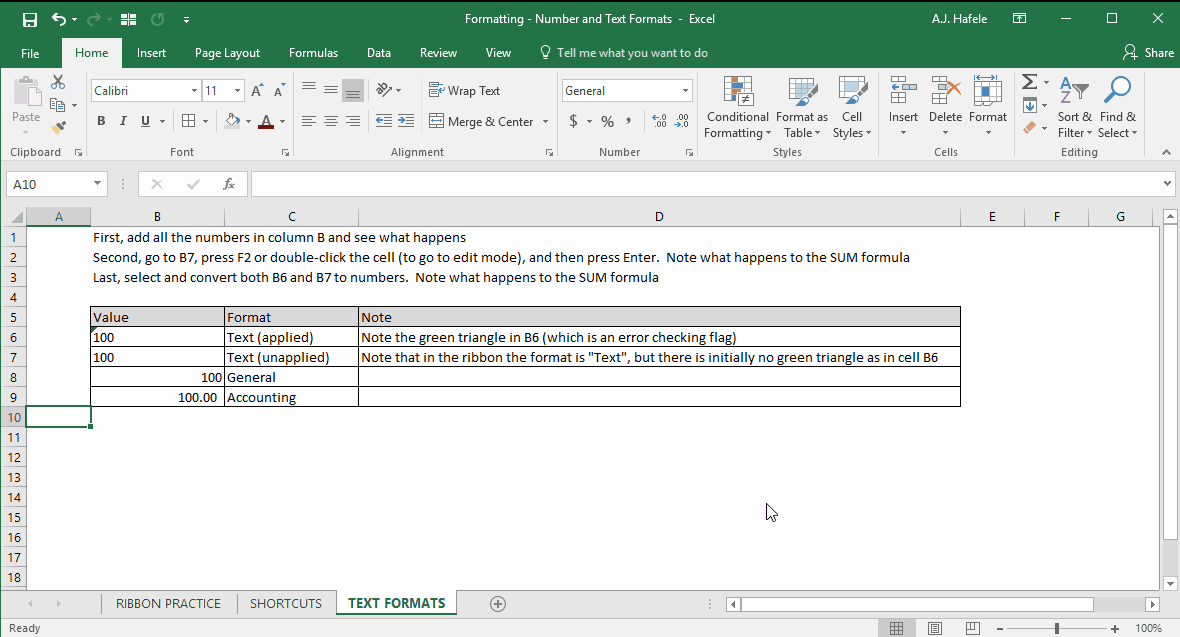 Formatting - Number and Text Formats - Excel
A.J. Hafele
File Home Insert Page Layout Formulas Data Review View Tell me what you want to do Share
Paste
Clipboard
Calibri 11
B I U A
Font
Wrap Text
Merge & Center
Alignment
General
$ % ,
Number
Conditional Formatting
Format as Table
Cell Styles
Styles
Insert Delete Format
Cells
Sort & Filter
Find & Select
Editing
A10 fx
A B C D E F G
1 First, add all the numbers in column B and see what happens
2 Second, go to B7, press F2 or double-click the cell (to go to edit mode), and then press Enter. Note what happens to the SUM formula
3 Last, select and convert both B6 and B7 to numbers. Note what happens to the SUM formula
4
5 Value Format Note
6 100 Text (applied) Note the green triangle in B6 (which is an error checking flag)
7 100 Text (unapplied) Note that in the ribbon the format is "Text", but there is initially no green triangle as in cell B6
8 100 General
9 100.00 Accounting
10
11
12
13
14
15
16
17
18
RIBBON PRACTICE SHORTCUTS TEXT FORMATS
Ready 100%